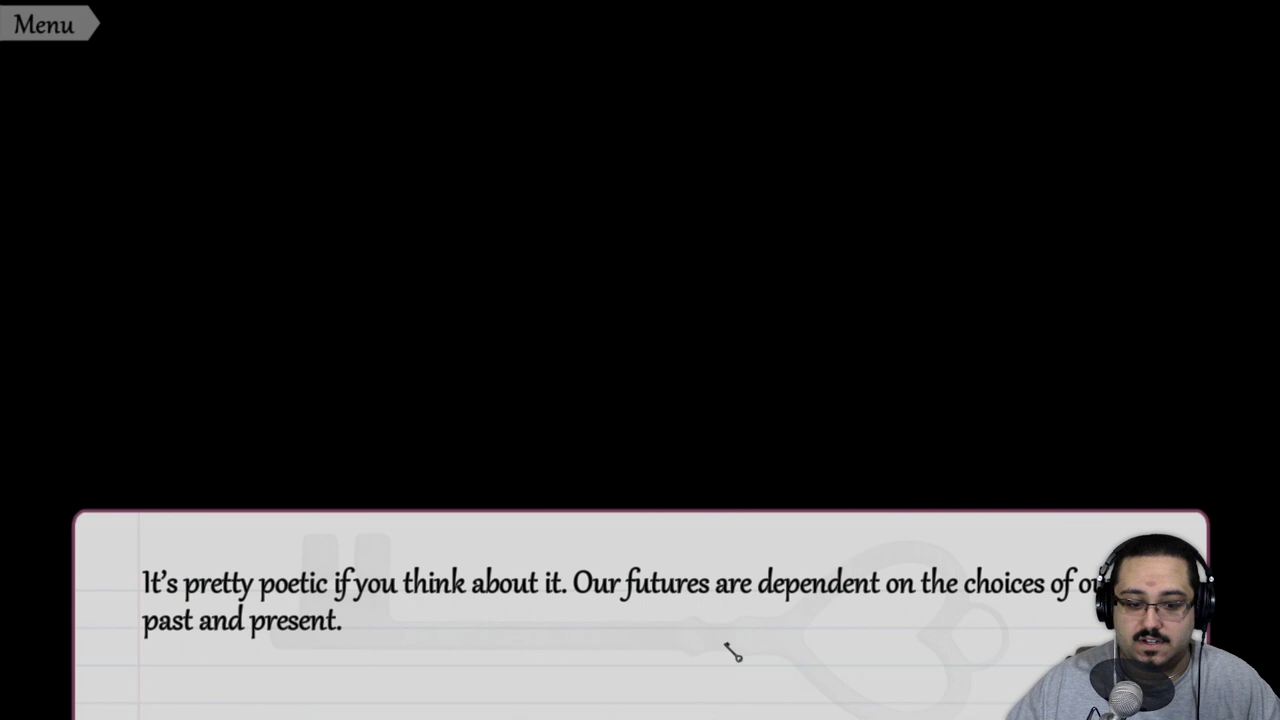 Menu
It's pretty poetic if you think about it. Our futures are dependent on the choices of
past and present.